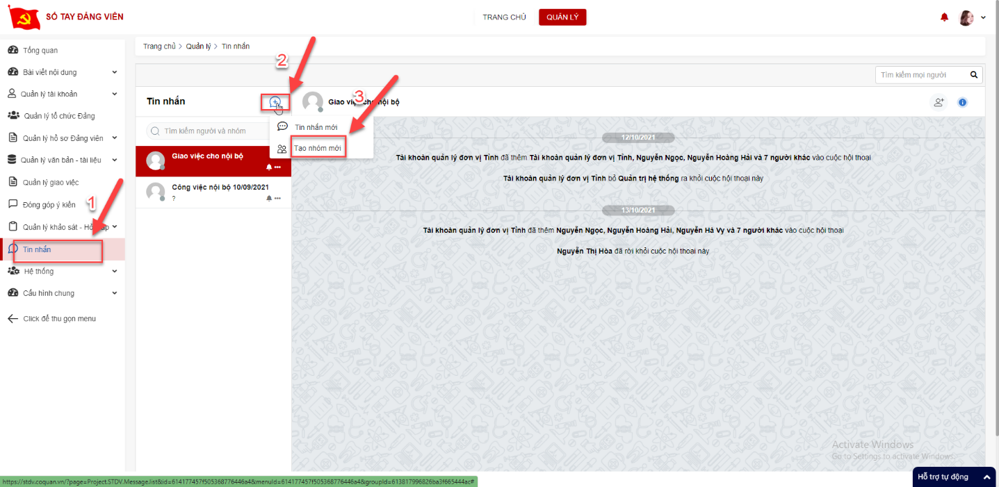 SỔ TAY ĐẢNG VIÊN
TRANG CHỦ
QUẢN LÝ
Tổng quan
Bài viết nội dung
Quản lý tài khoản
Quản lý tổ chức Đảng
Quản lý hồ sơ Đảng viên
Quản lý văn bản - tài liệu
Quản lý giao việc
Đóng góp ý kiến
1
Quản lý khảo sát -
Tin nhắn
Hệ thống
Cấu hình chung
Click để thu gọn menu
Trang chủ > Quản lý > Tin nhắn
2
Tìm kiếm mọi người
Tin nhắn
3
Giao việc cho nội bộ
Tìm kiếm người và nhóm
Tin nhắn mới
Tạo nhóm mới
Giao việc cho nội bộ
Công việc nội bộ 10/09/2021
?
12/10/2021
Tài khoản quản lý đơn vị Tỉnh đã thêm Tài khoản quản lý đơn vị Tỉnh, Nguyễn Ngọc, Nguyễn Hoàng Hải và 7 người khác vào cuộc hội thoại
Tài khoản quản lý đơn vị Tỉnh bỏ Quản trị hệ thống ra khỏi cuộc hội thoại này
13/10/2021
Tài khoản quản lý đơn vị Tỉnh đã thêm Nguyễn Ngọc, Nguyễn Hoàng Hải, Nguyễn Hà Vy và 7 người khác vào cuộc hội thoại
Nguyễn Thị Hòa đã rời khỏi cuộc hội thoại này
Activate Windows
Go to Settings to activate Windows.
https://stdv.coquan.vn/?page=Project.STDV.Message.list&id=614177457f505368776446a4&menuId=614177457f505368776446a4&groupId=613817996826ba3f665444ac#
Hỗ trợ tự động